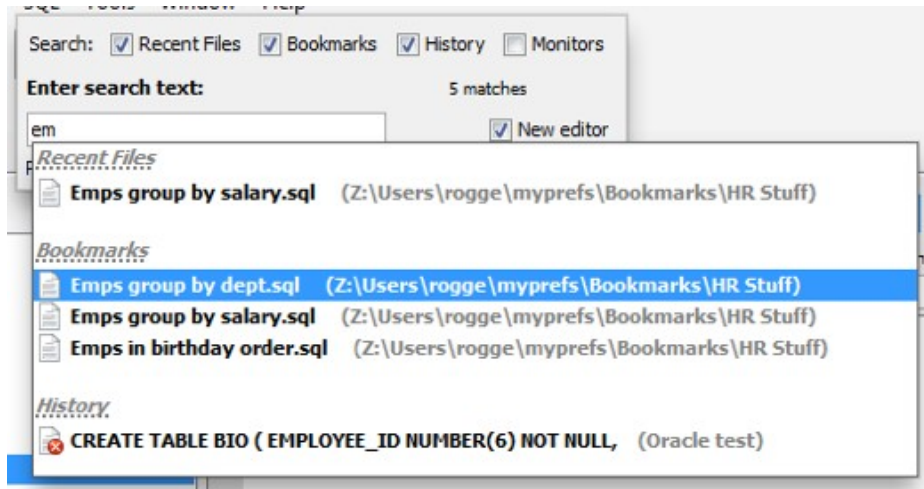 SQL Tools Window Help
Search: Recent Files Bookmarks History Monitors
Enter search text: 5 matches
em New editor
Recent Files
Emps group by salary.sql (Z:\Users\rogge\myprefs\Bookmarks\HR Stuff)
Bookmarks
Emps group by dept.sql (Z:\Users\rogge\myprefs\Bookmarks\HR Stuff)
Emps group by salary.sql (Z:\Users\rogge\myprefs\Bookmarks\HR Stuff)
Emps in birthday order.sql (Z:\Users\rogge\myprefs\Bookmarks\HR Stuff)
History
CREATE TABLE BIO ( EMPLOYEE_ID NUMBER(6) NOT NULL, (Oracle test)